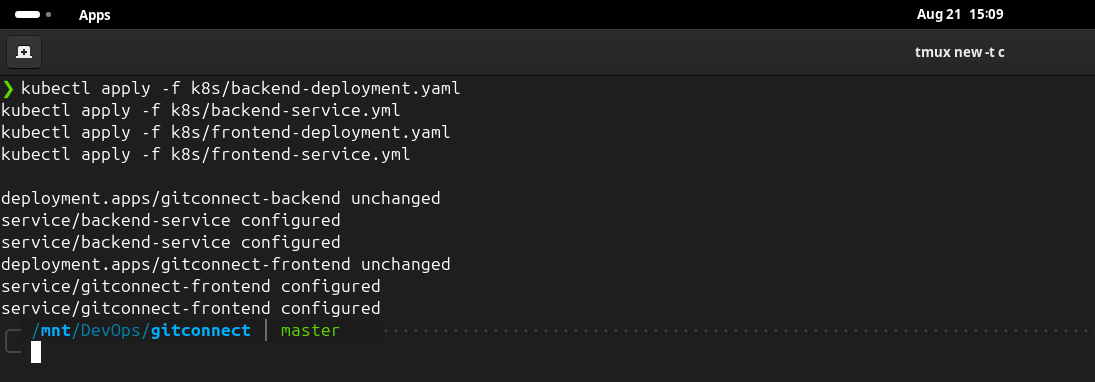 Apps
Aug 21 15:09
tmux new -t c
❯ kubectl apply -f k8s/backend-deployment.yaml
kubectl apply -f k8s/backend-service.yml
kubectl apply -f k8s/frontend-deployment.yaml
kubectl apply -f k8s/frontend-service.yml
deployment.apps/gitconnect-backend unchanged
service/backend-service configured
service/backend-service configured
deployment.apps/gitconnect-frontend unchanged
service/gitconnect-frontend configured
service/gitconnect-frontend configured
/mnt/DevOps/gitconnect | master